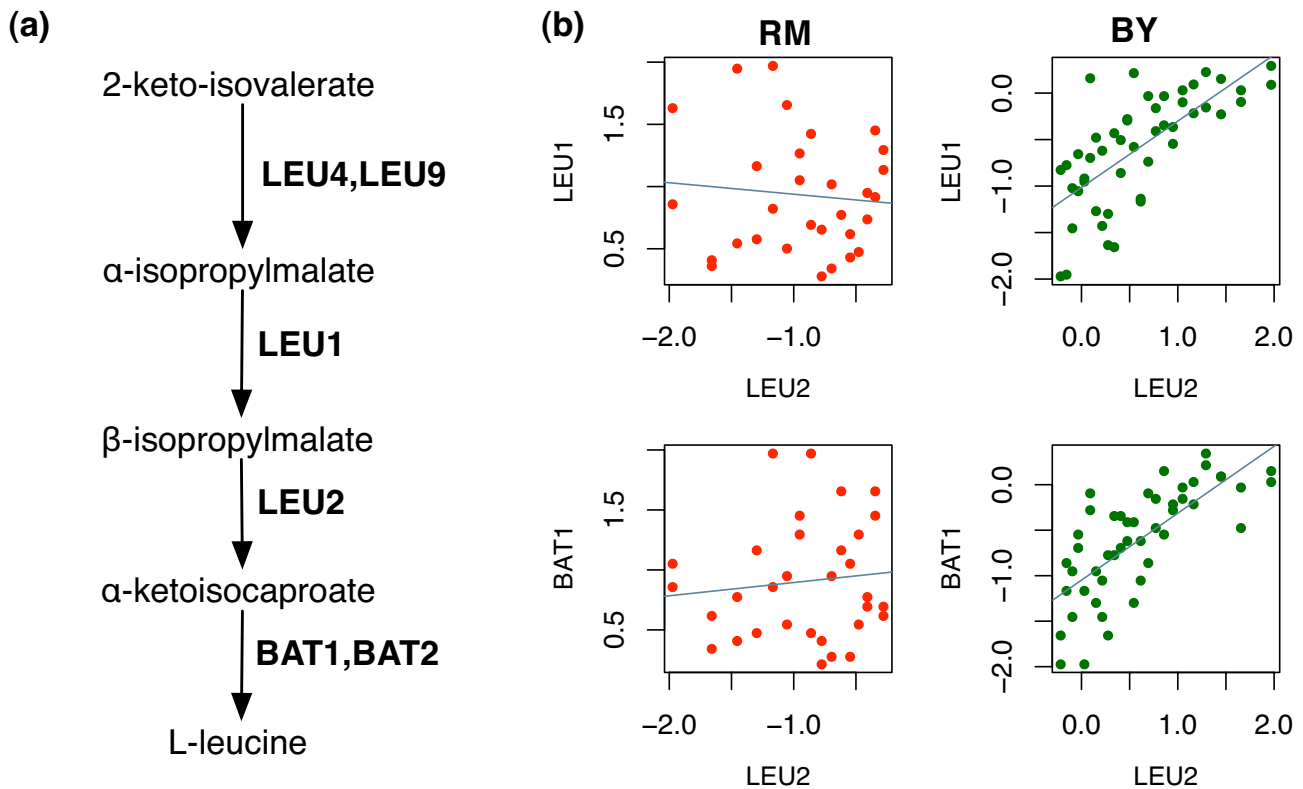 (a)
2-keto-isovalerate
LEU4,LEU9
α-isopropylmalate
LEU1
β-isopropylmalate
LEU2
α-ketoisocaproate
BAT1,BAT2
L-leucine
(b)
RM
BY
LEU1
1.5
0.5
−2.0 −1.0
LEU2
LEU1
0.0
−1.0
−2.0
0.0 1.0 2.0
LEU2
BAT1
1.5
0.5
−2.0 −1.0
LEU2
BAT1
0.0
−1.0
−2.0
0.0 1.0 2.0
LEU2